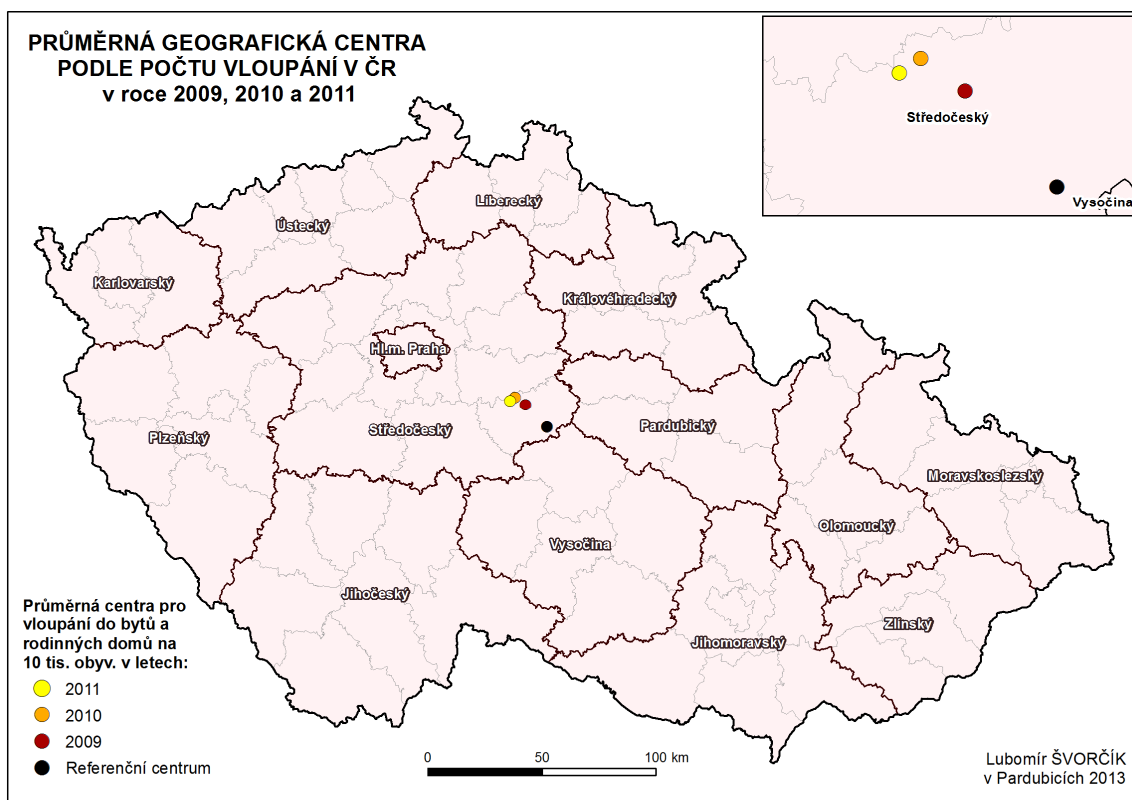 PRŮMĚRNÁ GEOGRAFICKÁ CENTRA
PODLE POČTU VLOUPÁNÍ V ČR
v roce 2009, 2010 a 2011
Středočeský
Vysočina
Liberecký
Ústecký
Karlovarský
Královéhradecký
Hl.m. Praha
Středočeský
Plzeňský
Pardubický
Moravskoslezský
Olomoucký
Vysočina
Jihočeský
Zlínský
Jihomoravský
Průměrná centra pro
vloupání do bytů a
rodinných domů na
10 tis. obyv. v letech:
2011
2010
2009
Referenční centrum
0 50 100 km
Lubomír ŠVORČÍK
v Pardubicích 2013